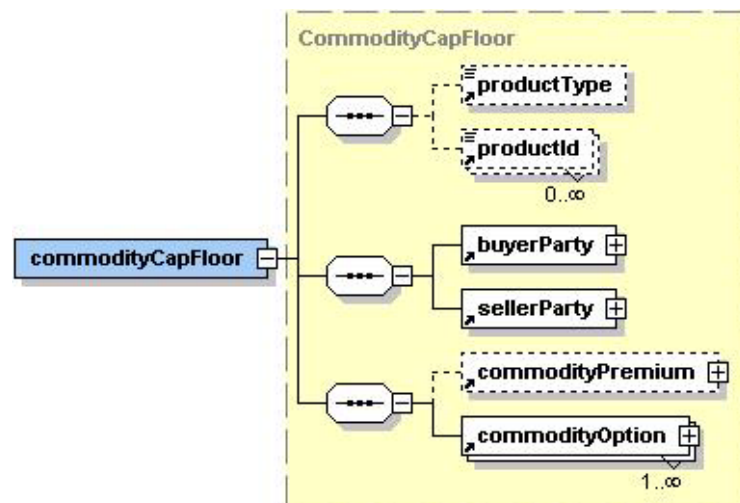 CommodityCapFloor
productType
productId
0..∞
commodityCapFloor
buyerParty
sellerParty
commodityPremium
commodityOption
1..∞